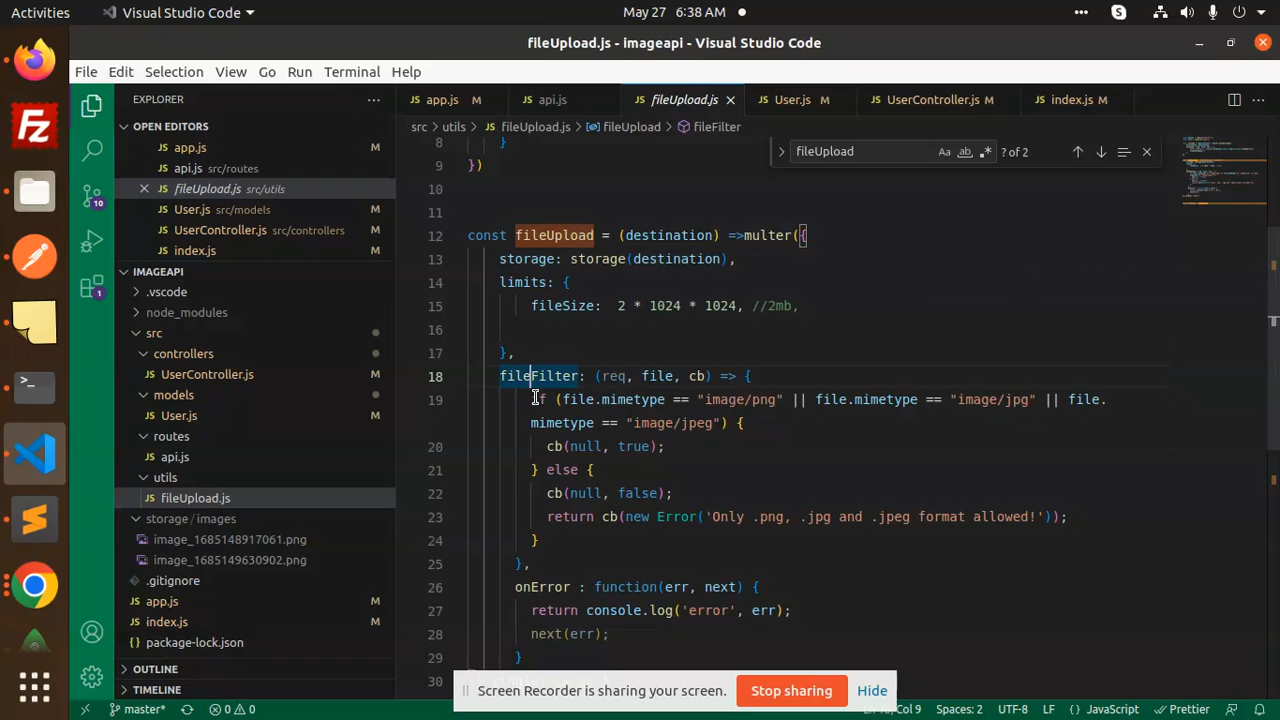 Activities
Visual Studio Code
May 27 6:38 AM
fileUpload.js - imageapi - Visual Studio Code
File Edit Selection View Go Run Terminal Help
EXPLORER
OPEN EDITORS
app.js M
api.js src/routes
fileUpload.js src/utils
User.js src/models M
UserController.js src/controllers M
index.js M
IMAGEAPI
.vscode
node_modules
src
controllers
UserController.js M
models
User.js M
routes
api.js
utils
fileUpload.js
storage / images
image_1685148917061.png
image_1685149630902.png
.gitignore
app.js M
index.js M
package-lock.json
OUTLINE
TIMELINE
10
1
app.js M api.js fileUpload.js User.js M UserController.js M index.js M
src utils fileUpload.js fileUpload fileFilter
fileUpload Aa ab ? of 2
8 }
9 })
10
11
12 const fileUpload = (destination) =>multer({
13 storage: storage(destination),
14 limits: {
15 fileSize: 2 * 1024 * 1024, //2mb,
16
17 },
18 fileFilter: (req, file, cb) => {
19 if (file.mimetype == "image/png" || file.mimetype == "image/jpg" || file.
mimetype == "image/jpeg") {
20 cb(null, true);
21 } else {
22 cb(null, false);
23 return cb(new Error('Only .png, .jpg and .jpeg format allowed!'));
24 }
25 },
26 onError : function(err, next) {
27 return console.log('error', err);
28 next(err);
29 }
30
Screen Recorder is sharing your screen. Stop sharing Hide
master* 0 0 Col 9 Spaces: 2 UTF-8 LF JavaScript Prettier